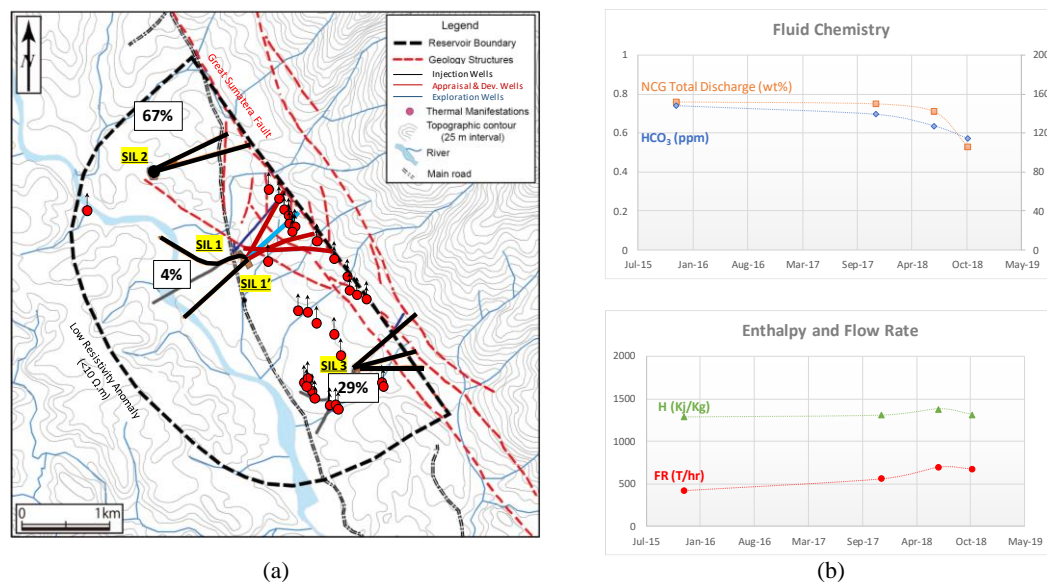 N
Legend
Reservoir Boundary
Geology Structures
Injection Wells
Appraisal & Dev. Wells
Exploration Wells
Thermal Manifestations
Topographic contour
(25 m interval)
River
Main road
Great Sumatera Fault
67%
SIL 2
SIL 1
4%
SIL 1’
SIL 3
29%
Low Resistivity Anomaly
(<10 Ω.m)
0 1km
(a)
Fluid Chemistry
1 200
0.8 160
0.6 120
0.4 80
0.2 40
0 0
NCG Total Discharge (wt%)
HCO3 (ppm)
Jul-15 Jan-16 Aug-16 Mar-17 Sep-17 Apr-18 Oct-18 May-19
Enthalpy and Flow Rate
2000
1500
1000
500
0
H (Kj/Kg)
FR (T/hr)
Jul-15 Jan-16 Aug-16 Mar-17 Sep-17 Apr-18 Oct-18 May-19
(b)